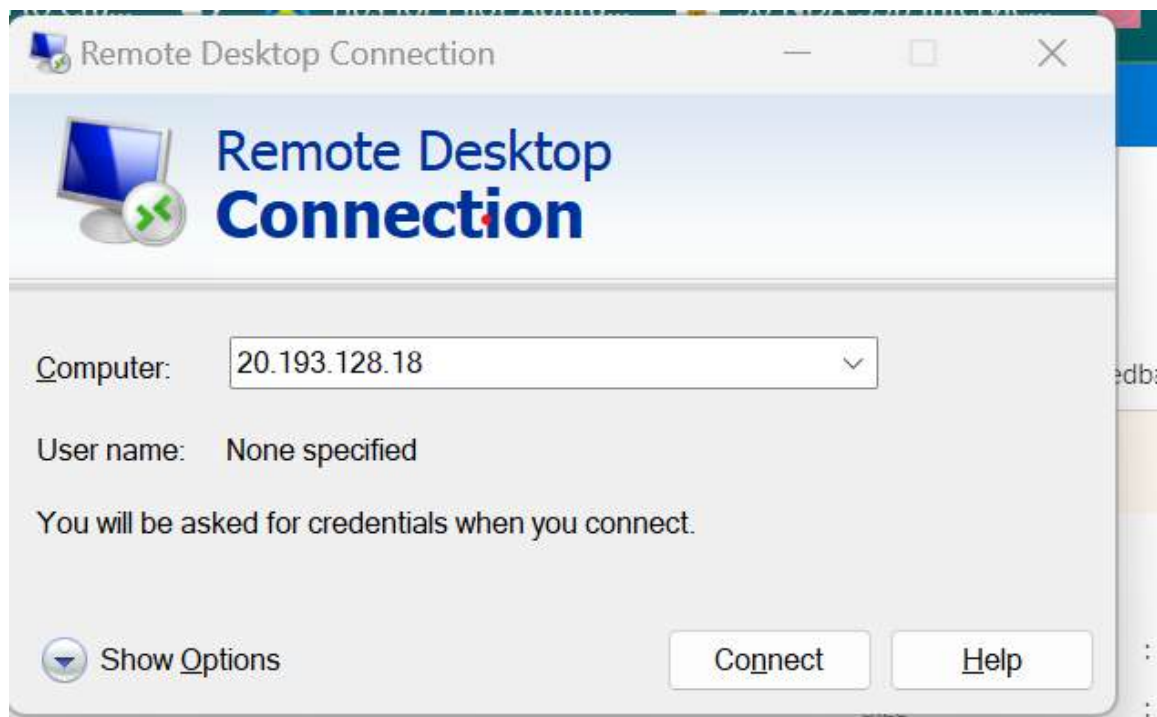 Remote Desktop Connection
Remote Desktop
Connection
Computer: 20.193.128.18
User name: None specified
You will be asked for credentials when you connect.
Show Options Connect Help